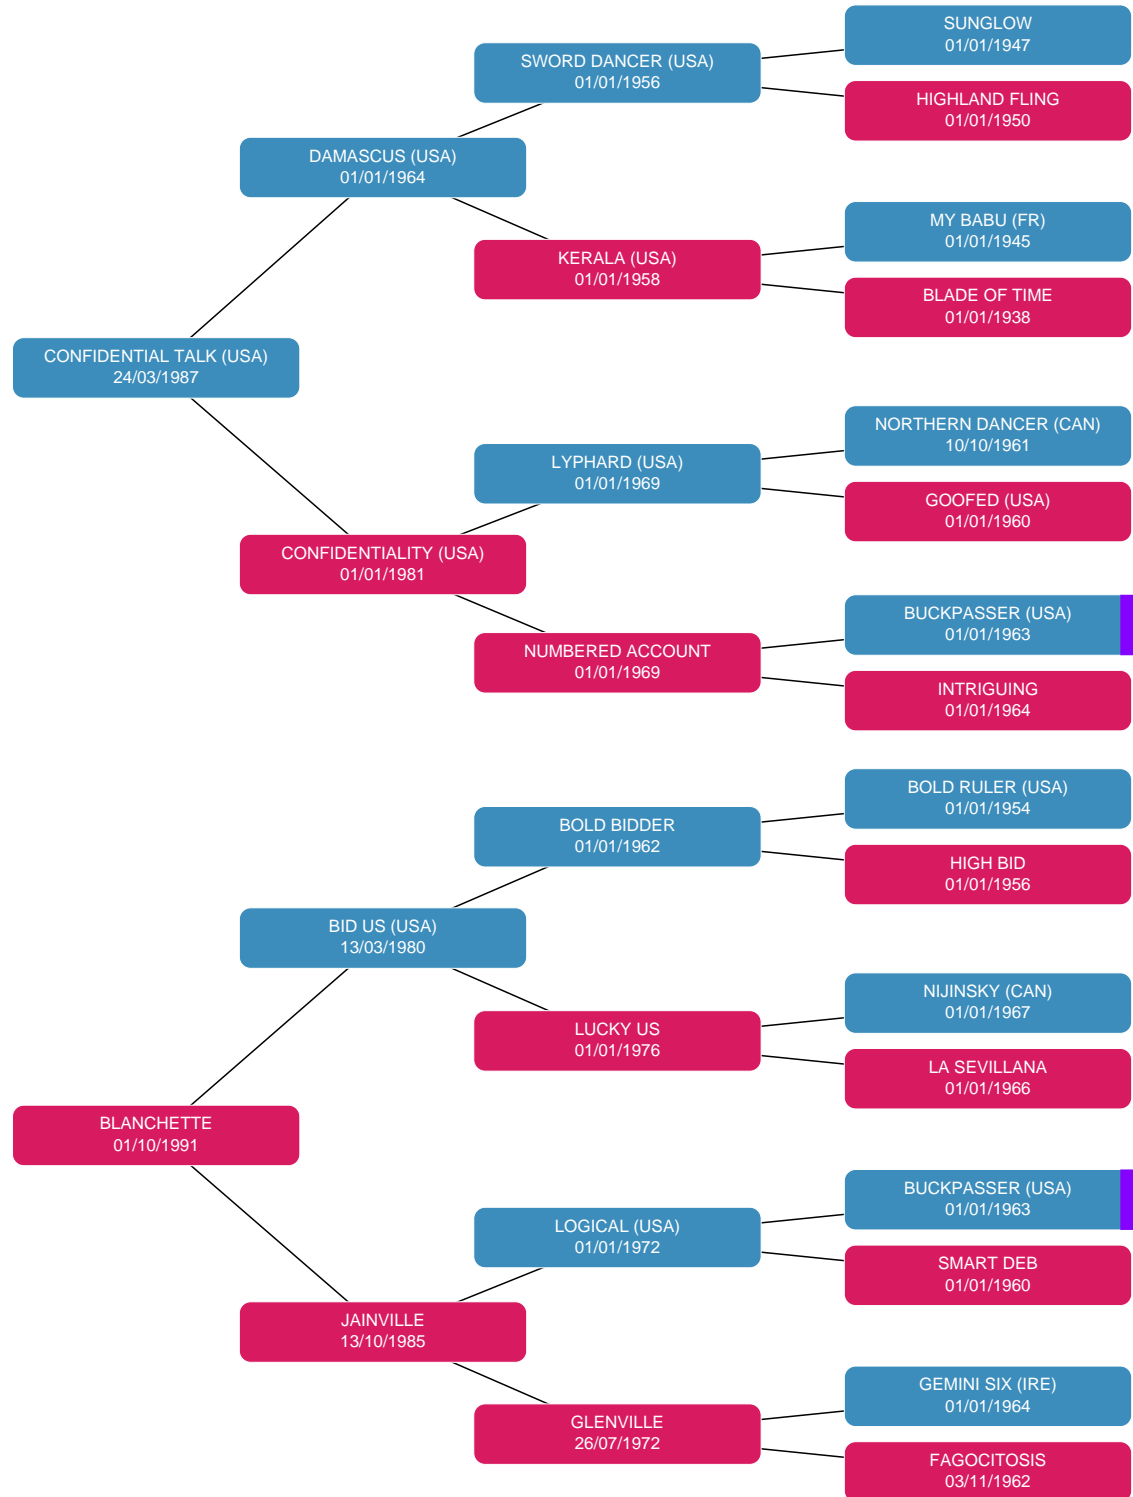 SUNGLOW
01/01/1947
SWORD DANCER (USA)
01/01/1956
HIGHLAND FLING
01/01/1950
DAMASCUS (USA)
01/01/1964
MY BABU (FR)
01/01/1945
KERALA (USA)
01/01/1958
BLADE OF TIME
01/01/1938
CONFIDENTIAL TALK (USA)
24/03/1987
NORTHERN DANCER (CAN)
10/10/1961
LYPHARD (USA)
01/01/1969
GOOFED (USA)
01/01/1960
CONFIDENTIALITY (USA)
01/01/1981
BUCKPASSER (USA)
01/01/1963
NUMBERED ACCOUNT
01/01/1969
INTRIGUING
01/01/1964
BOLD RULER (USA)
01/01/1954
BOLD BIDDER
01/01/1962
HIGH BID
01/01/1956
BID US (USA)
13/03/1980
NIJINSKY (CAN)
01/01/1967
LUCKY US
01/01/1976
LA SEVILLANA
01/01/1966
BLANCHETTE
01/10/1991
BUCKPASSER (USA)
01/01/1963
LOGICAL (USA)
01/01/1972
SMART DEB
01/01/1960
JAINVILLE
13/10/1985
GEMINI SIX (IRE)
01/01/1964
GLENVILLE
26/07/1972
FAGOCITOSIS
03/11/1962